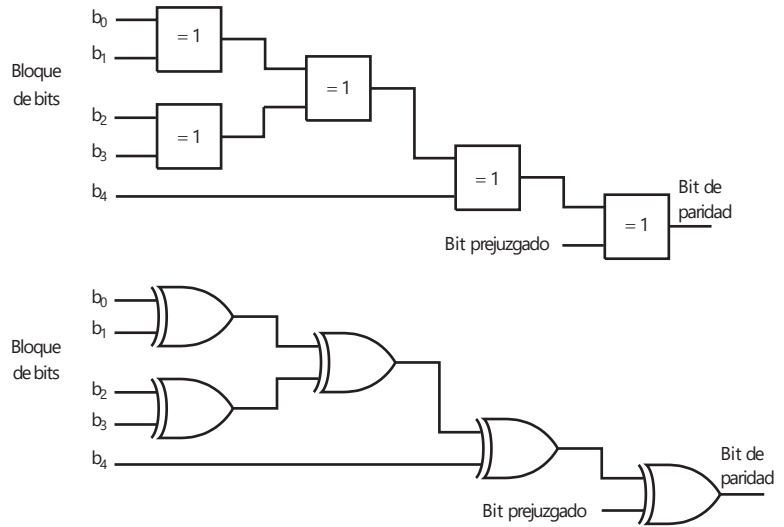 b0
= 1
b1
Bloque
de bits
= 1
b2
= 1
b3
b4
= 1
Bit de
paridad
= 1
Bit prejuzgado
b0
b1
Bloque
de bits
b2
b3
b4
Bit de
paridad
Bit prejuzgado